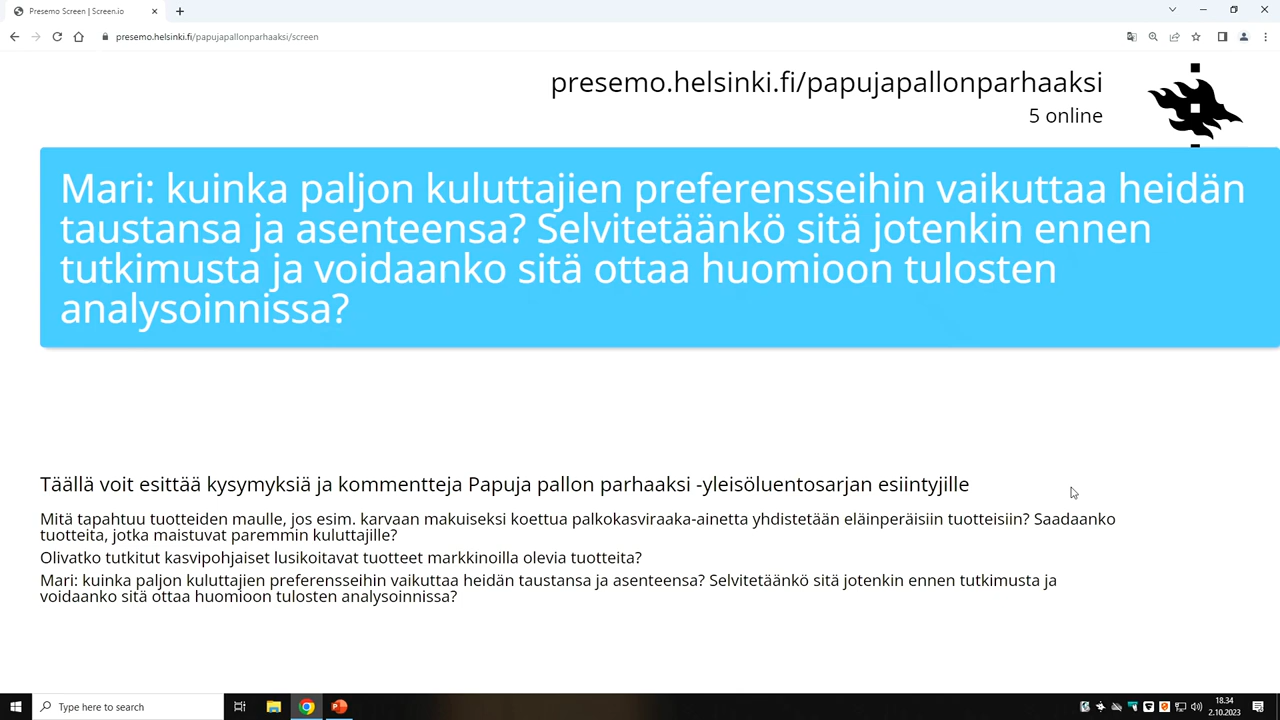 Presemo Screen | Screen.io
presemo.helsinki.fi/papujapallonparhaaksi/screen
presemo.helsinki.fi/papujapallonparhaaksi
5 online
Mari: kuinka paljon kuluttajien preferensseihin vaikuttaa heidän
taustansa ja asenteensa? Selvitetäänkö sitä jotenkin ennen
tutkimusta ja voidaanko sitä ottaa huomioon tulosten
analysoinnissa?
Täällä voit esittää kysymyksiä ja kommentteja Papuja pallon parhaaksi -yleisöluentosarjan esiintyjille
Mitä tapahtuu tuotteiden maulle, jos esim. karvaan makuiseksi koettua palkokasviraaka-ainetta yhdistetään eläinperäisiin tuotteisiin? Saadaanko
tuotteita, jotka maistuvat paremmin kuluttajille?
Olivatko tutkitut kasvipohjaiset lusikoitavat tuotteet markkinoilla olevia tuotteita?
Mari: kuinka paljon kuluttajien preferensseihin vaikuttaa heidän taustansa ja asenteensa? Selvitetäänkö sitä jotenkin ennen tutkimusta ja
voidaanko sitä ottaa huomioon tulosten analysoinnissa?
Type here to search
18.34
2.10.2023